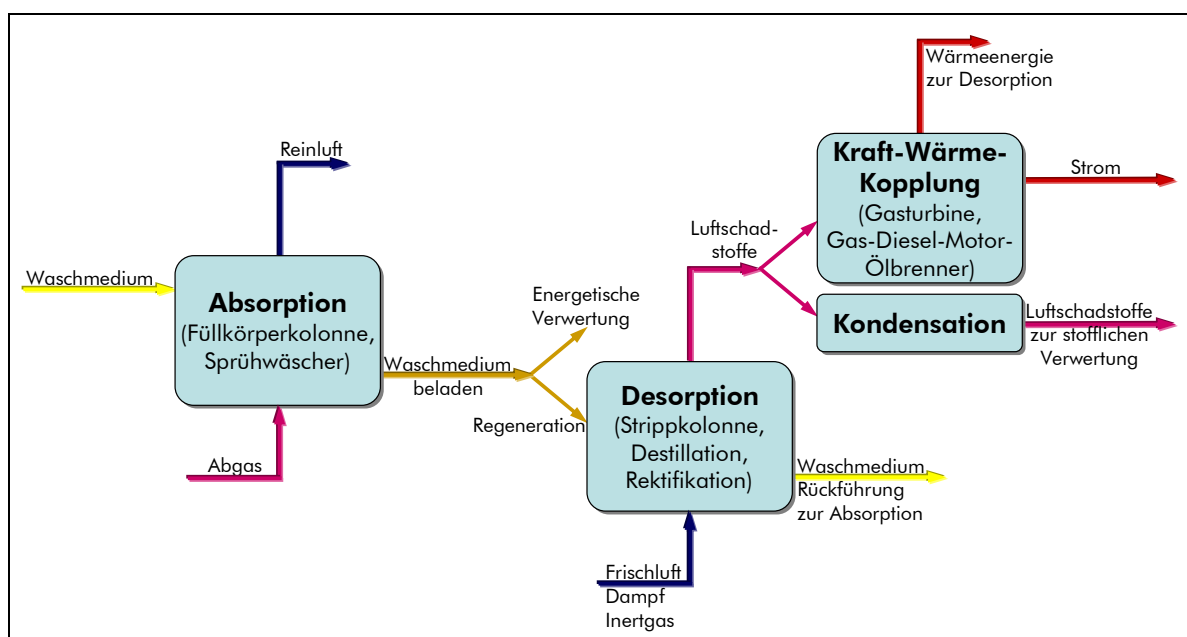 Wärmeenergie
zur Desorption
Reinluft
Kraft-Wärme-
Kopplung
(Gasturbine,
Gas-Diesel-Motor-
Ölbrenner)
Strom
Luftschad-
stoffe
Waschmedium
Absorption
(Füllkörperkolonne,
Sprühwäscher)
Energetische
Verwertung
Kondensation
Luftschadstoffe
zur stofflichen
Verwertung
Waschmedium
beladen
Desorption
(Strippkolonne,
Destillation,
Rektifikation)
Regeneration
Abgas
Waschmedium
Rückführung
zur Absorption
Frischluft
Dampf
Inertgas